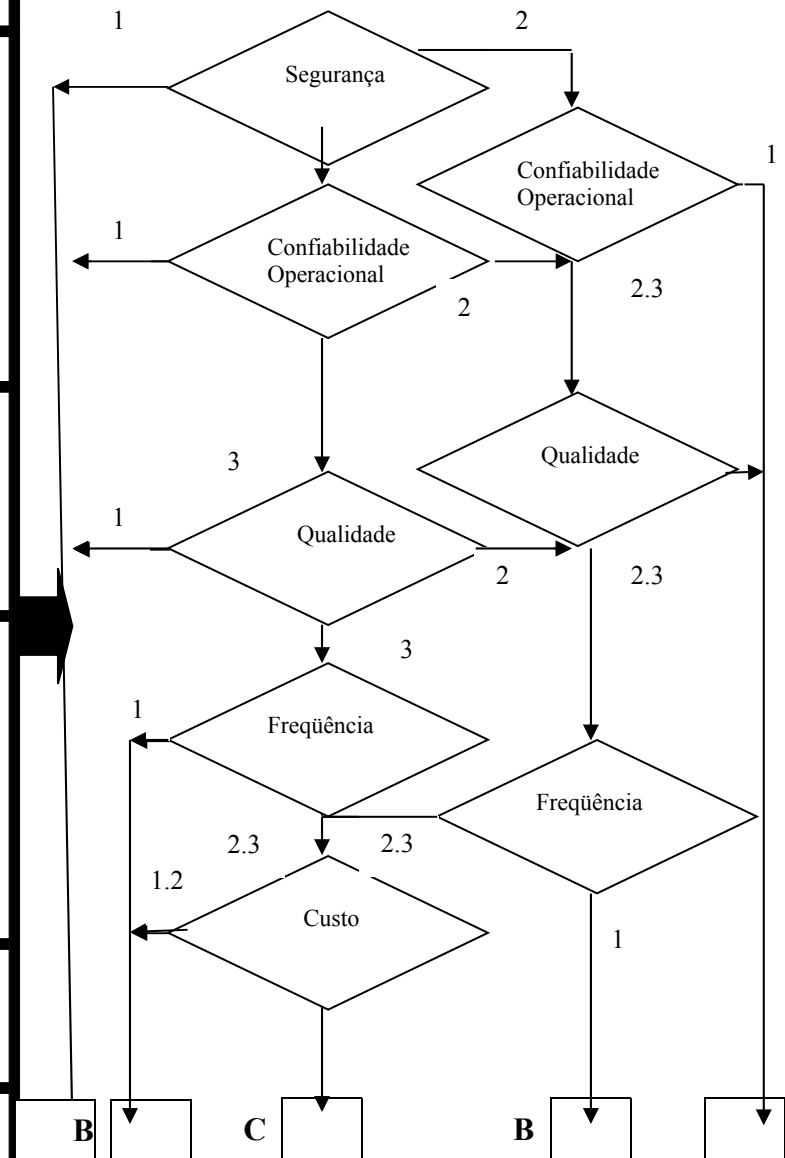 1
2
Segurança
1
Confiabilidade
Operacional
1
Confiabilidade
Operacional
2
2.3
3
Qualidade
1
Qualidade
2
2.3
3
1
Freqüência
Freqüência
2.3
2.3
1.2
Custo
1
B
C
B